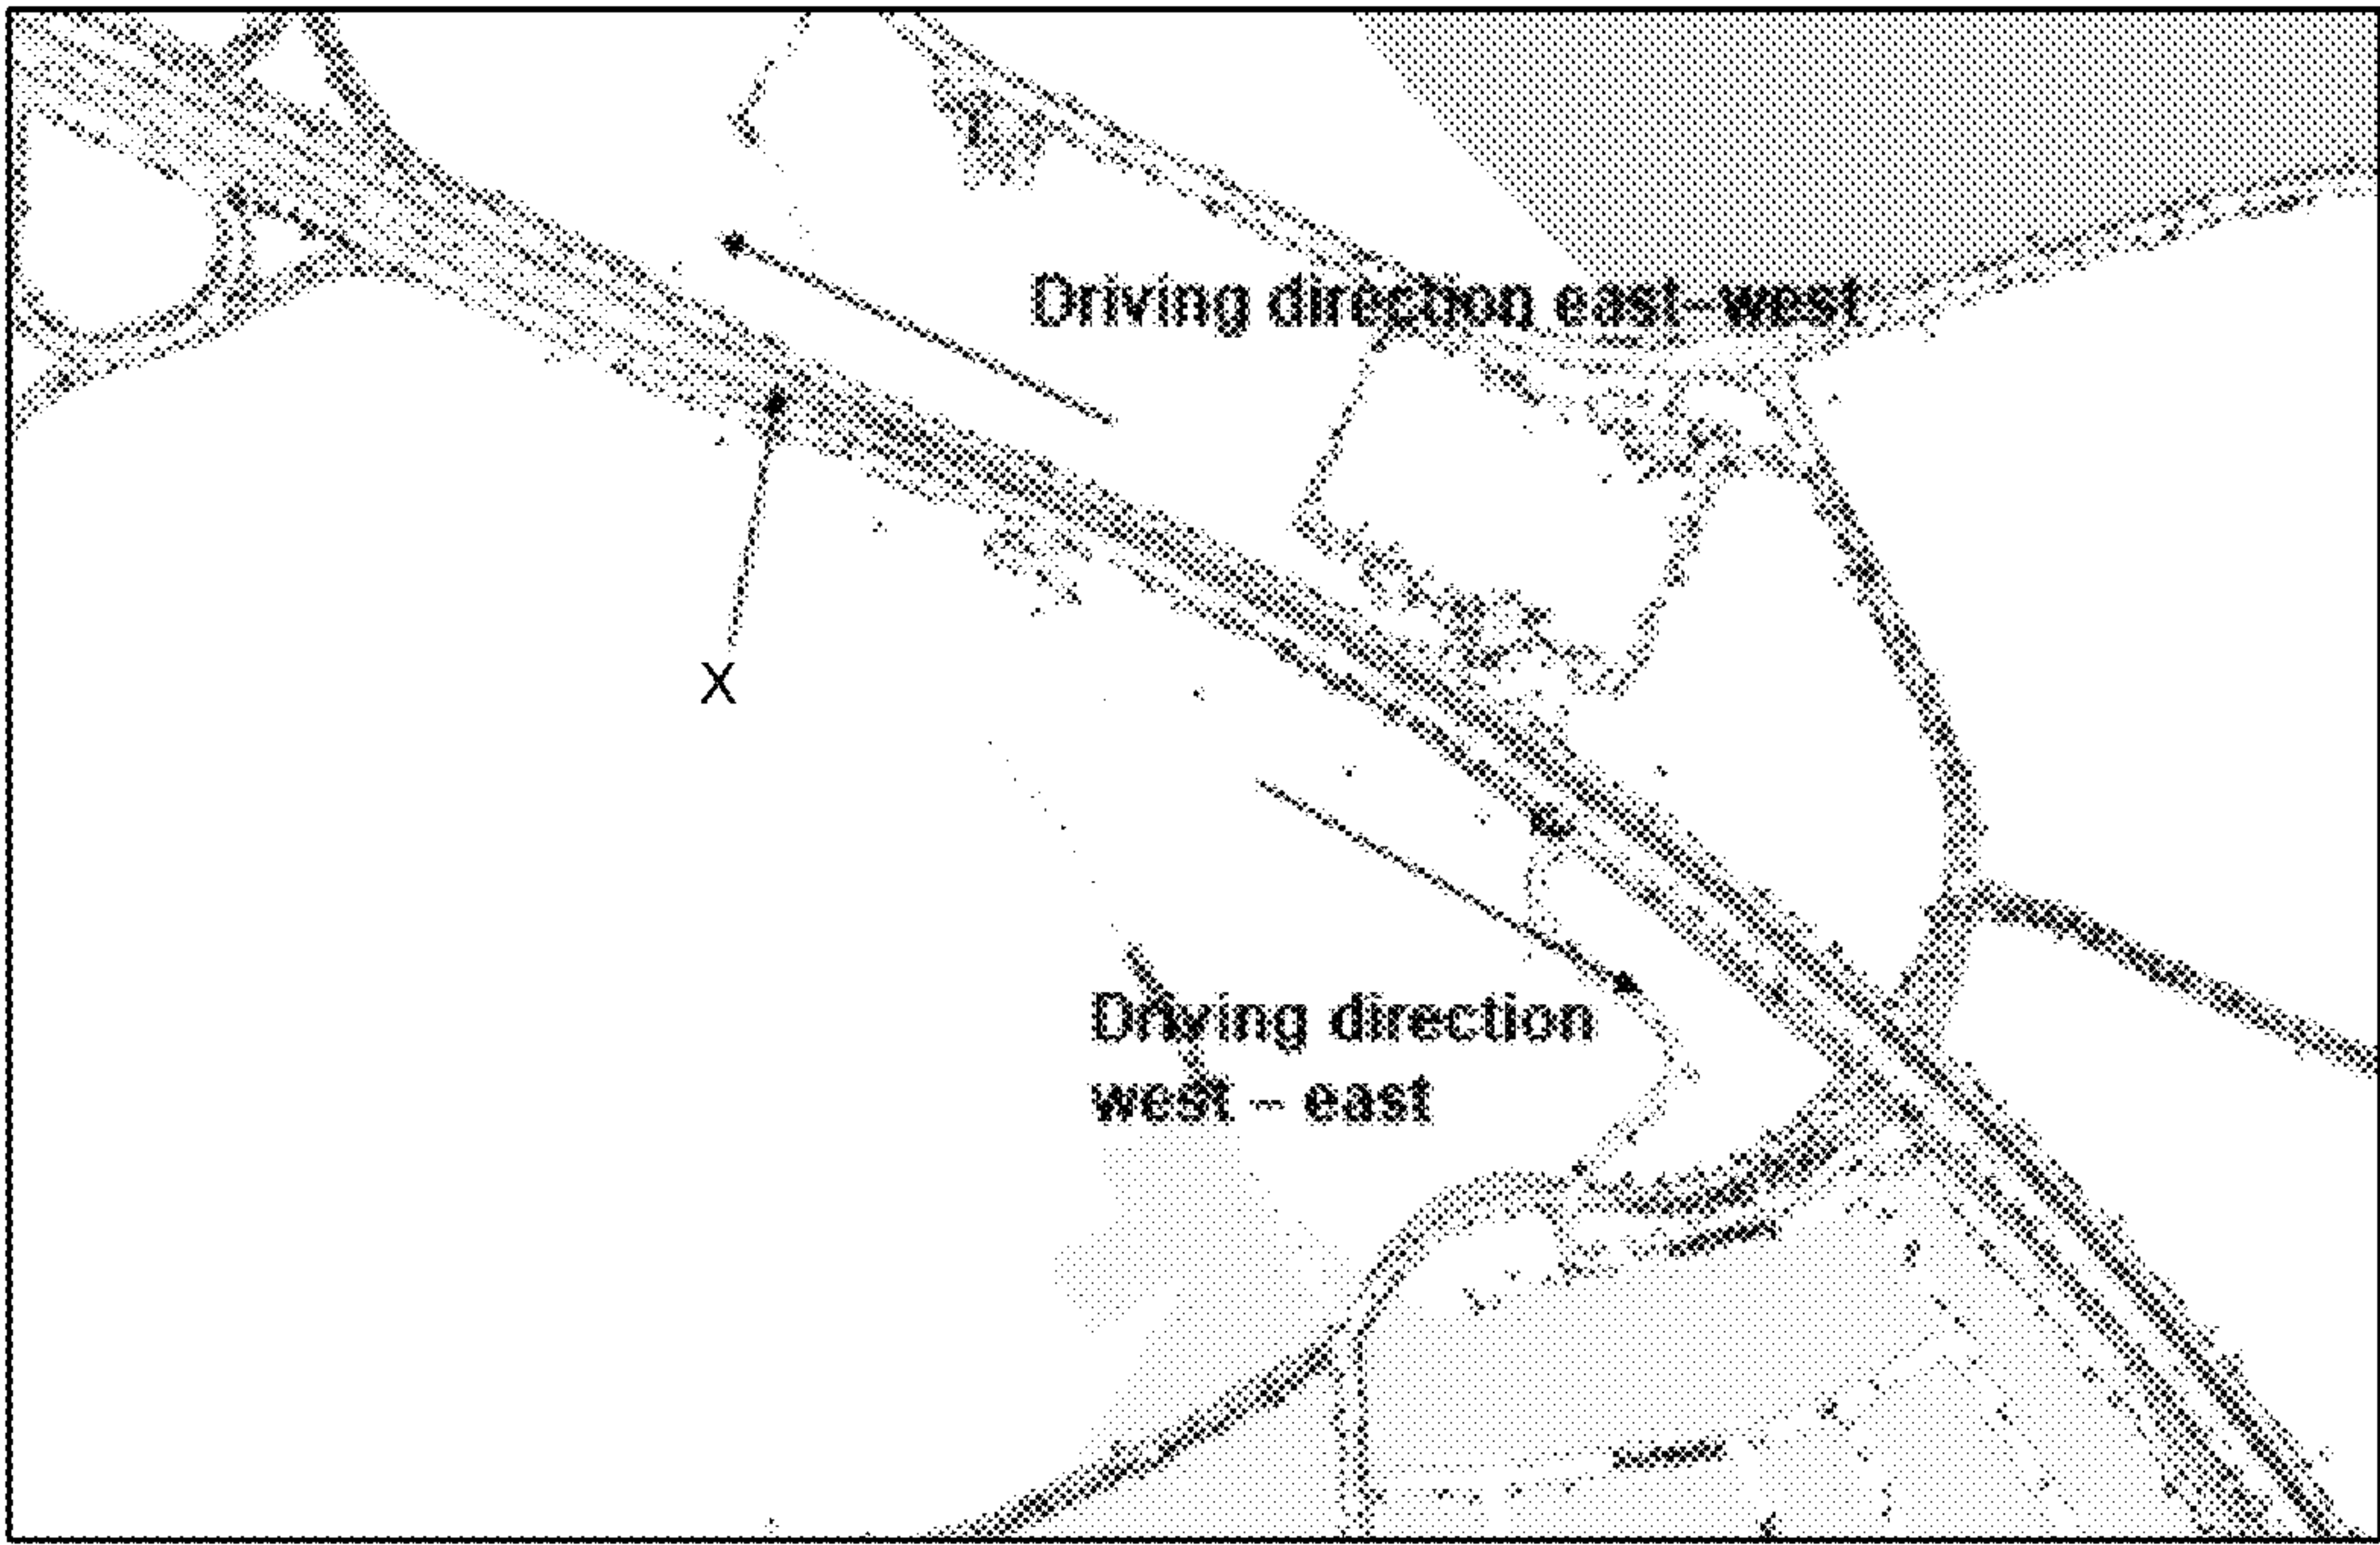 Driving direction east-west
X
Driving direction
west - east